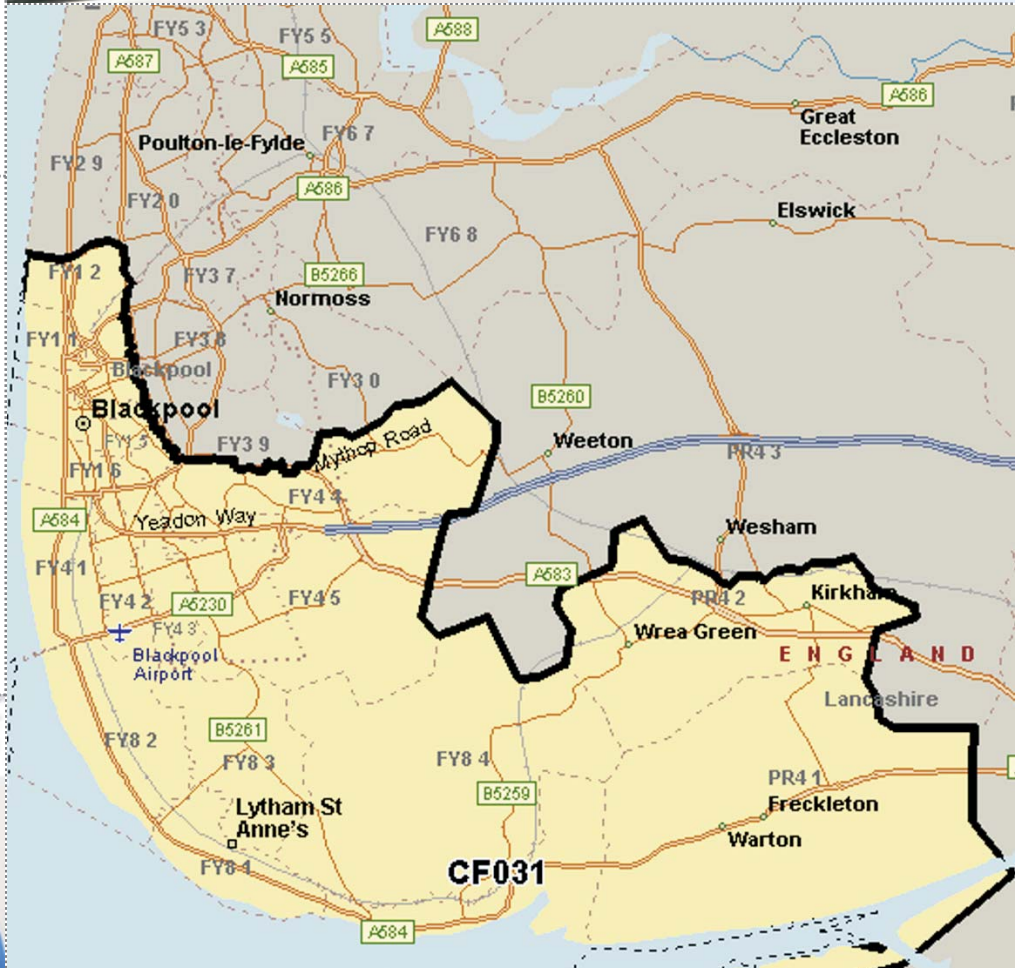 FY5 3
FY5 5
A588
A587
A585
A586
Great
Eccleston
Poulton-le-Fylde
FY6 7
FY2 9
A586
FY2 0
Elswick
FY6 8
FY1 2
FY3 7
B5266
Normoss
FY1 1
FY3 8
Blackpool
FY3 0
B5260
Blackpool
FY1 5
FY3 9
Mythop Road
Weeton
PR4 3
FY1 6
FY4 4
A584
Yeadon Way
Wesham
FY4 1
A583
FY4 2
A5230
FY4 5
PR4 2
Kirkham
FY4 3
Wrea Green
Blackpool
Airport
ENGLAND
Lancashire
FY8 2
B5261
FY8 3
FY8 4
PR4 1
B5259
Lytham St
Anne's
Freckleton
Warton
FY8 1
CF031
A584